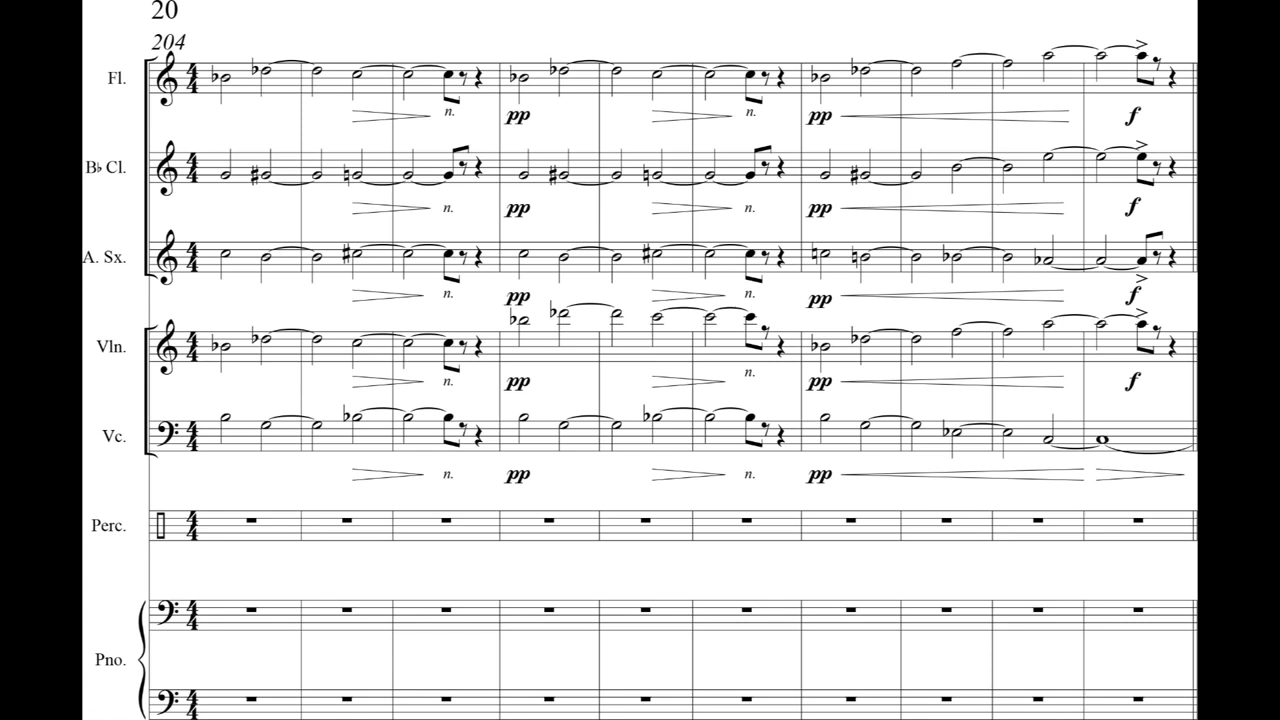 20
204
Fl.
n. pp n. pp f
B♭ Cl.
n. pp n. pp f
A. Sx.
n. pp n. pp f
Vln.
n. pp n. pp f
Vc.
n. pp n. pp
Perc.
Pno.